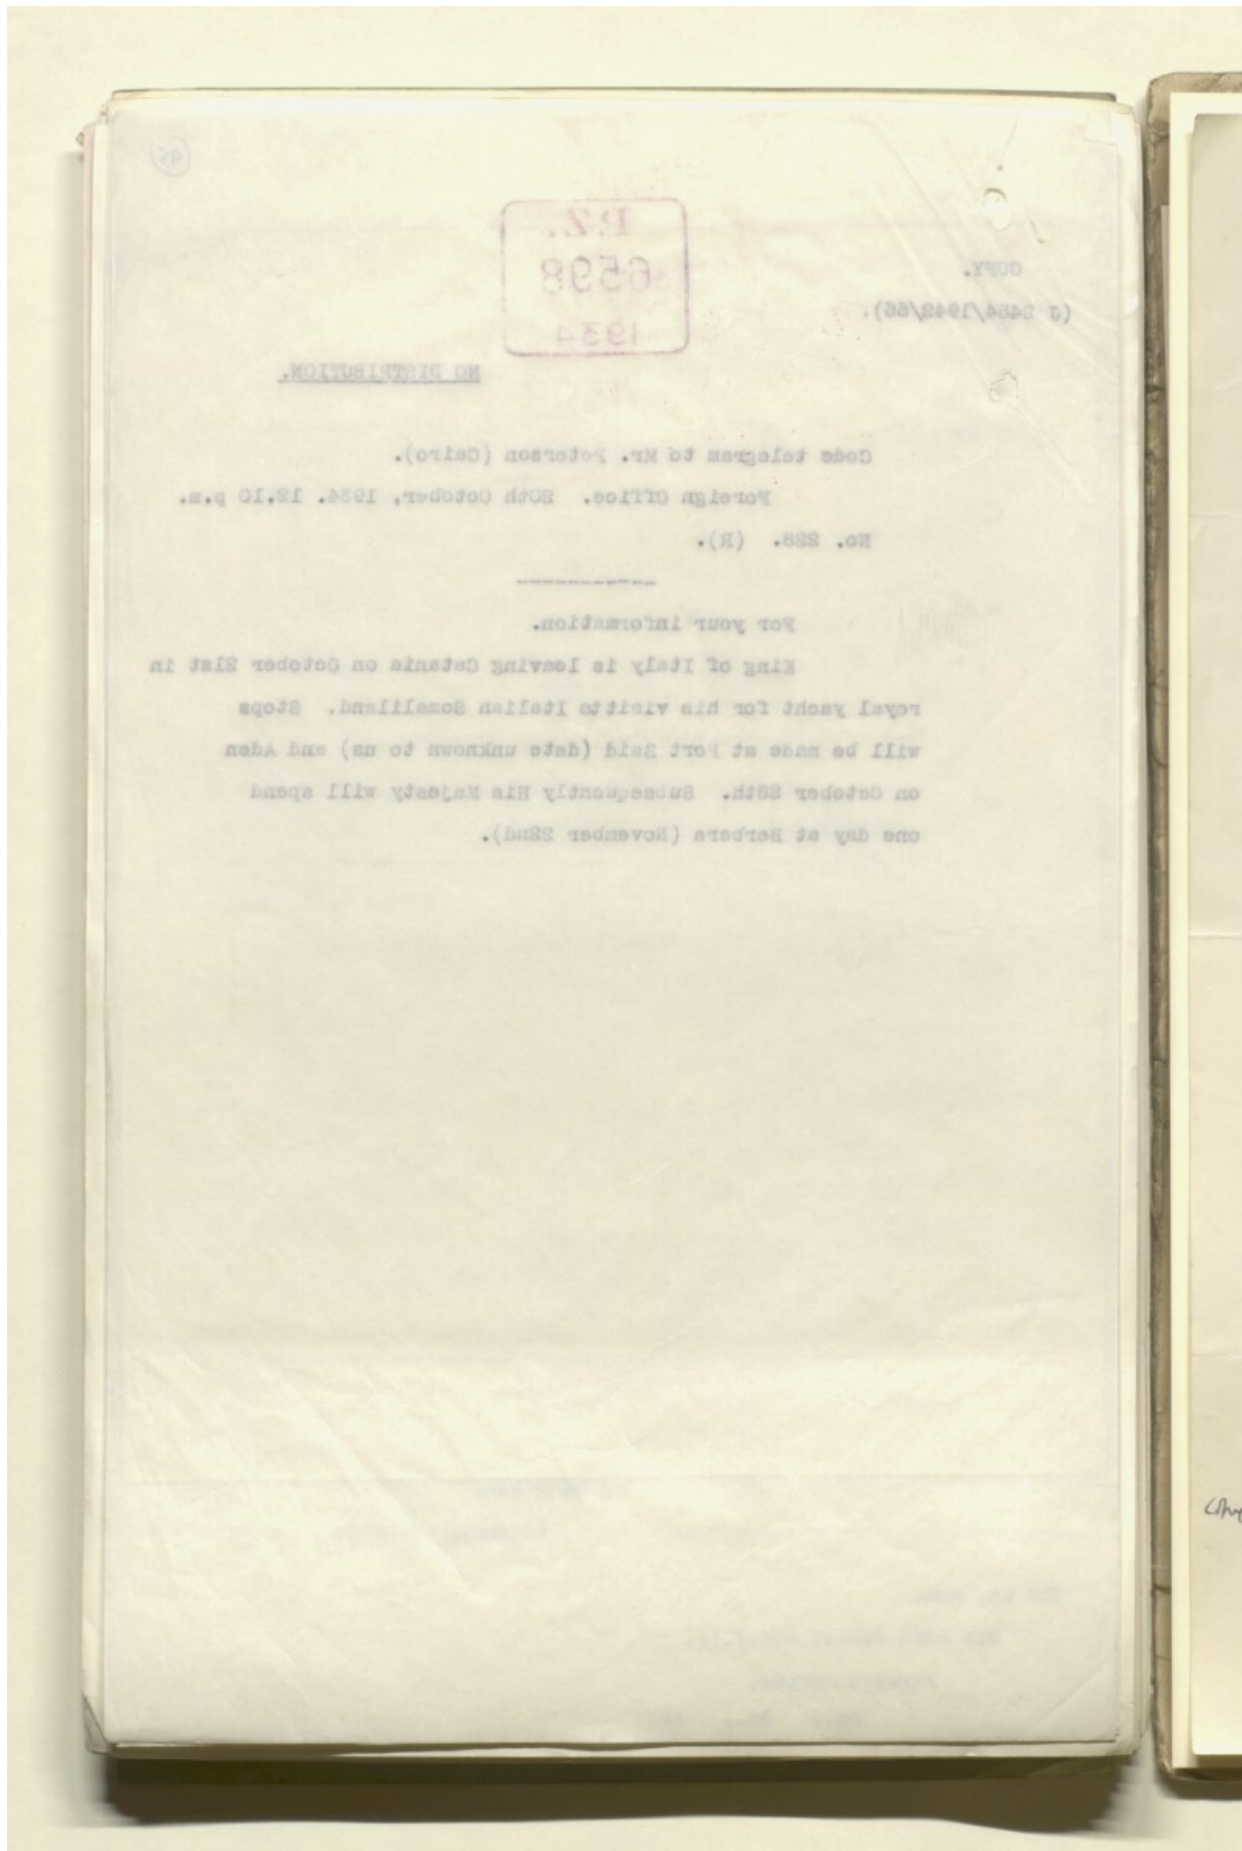 95
P.Z.
6598
1934
COPY.
(J 2454/1942/66).
NO DISTRIBUTION.
Code telegram to Mr. Peterson (Cairo).
Foreign Office. 20th October, 1934. 12.10 p.m.
No. 228. (R).
-----------
For your information.
King of Italy is leaving Catania on October 21st in
royal yacht for his visitto Italian Somaliland. Stops
will be made at Port Said (date unknown to us) and Aden
on October 28th. Subsequently His Majesty will spend
one day at Berbera (November 22nd).